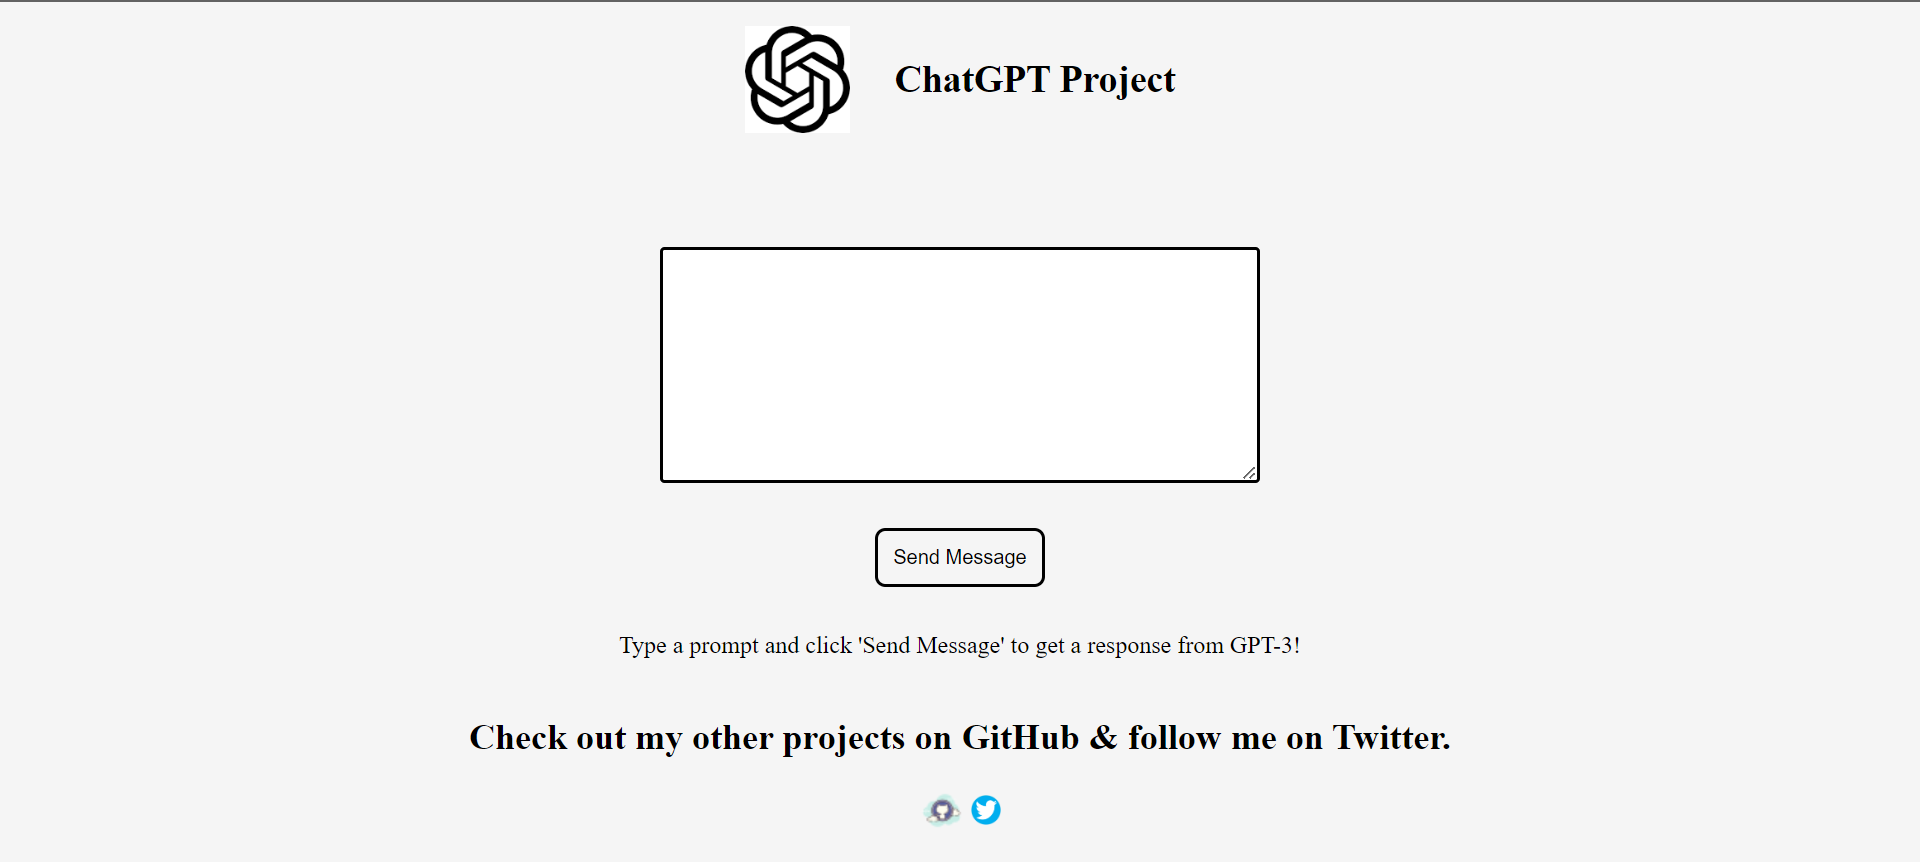 ChatGPT Project
Send Message
Type a prompt and click 'Send Message' to get a response from GPT-3!
Check out my other projects on GitHub & follow me on Twitter.